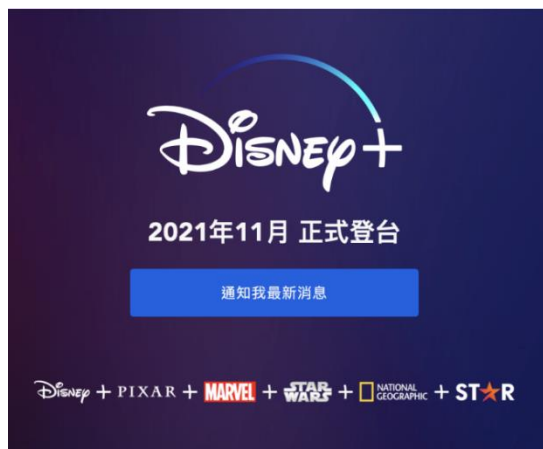 Disney+
2021年11月 正式登台
通知我最新消息
Disney + PIXAR + MARVEL + STAR WARS + NATIONAL GEOGRAPHIC + STAR